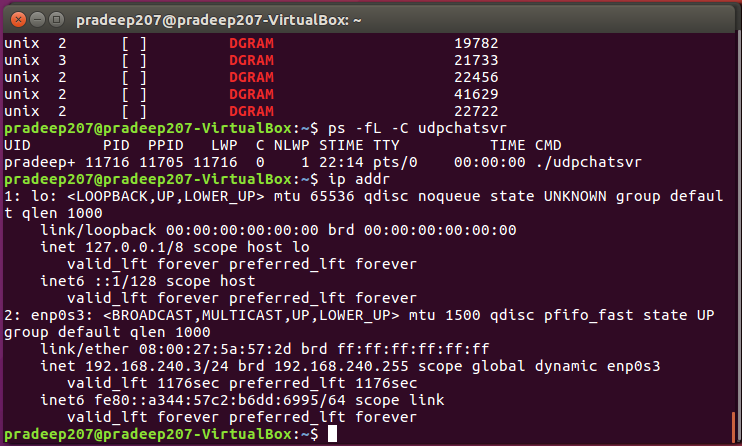 pradeep207@pradeep207-VirtualBox: ~
unix  2      [ ]         DGRAM                    19782
unix  3      [ ]         DGRAM                    21733
unix  2      [ ]         DGRAM                    22456
unix  2      [ ]         DGRAM                    41629
unix  2      [ ]         DGRAM                    22722
pradeep207@pradeep207-VirtualBox:~$ ps -fL -C udpchatsvr
UID        PID  PPID   LWP  C NLWP STIME TTY          TIME CMD
pradeep+ 11716 11705 11716  0    1 22:14 pts/0    00:00:00 ./udpchatsvr
pradeep207@pradeep207-VirtualBox:~$ ip addr
1: lo: <LOOPBACK,UP,LOWER_UP> mtu 65536 qdisc noqueue state UNKNOWN group defaul
t qlen 1000
    link/loopback 00:00:00:00:00:00 brd 00:00:00:00:00:00
    inet 127.0.0.1/8 scope host lo
       valid_lft forever preferred_lft forever
    inet6 ::1/128 scope host
       valid_lft forever preferred_lft forever
2: enp0s3: <BROADCAST,MULTICAST,UP,LOWER_UP> mtu 1500 qdisc pfifo_fast state UP
group default qlen 1000
    link/ether 08:00:27:5a:57:2d brd ff:ff:ff:ff:ff:ff
    inet 192.168.240.3/24 brd 192.168.240.255 scope global dynamic enp0s3
       valid_lft 1176sec preferred_lft 1176sec
    inet6 fe80::a344:57c2:b6dd:6995/64 scope link
       valid_lft forever preferred_lft forever
pradeep207@pradeep207-VirtualBox:~$